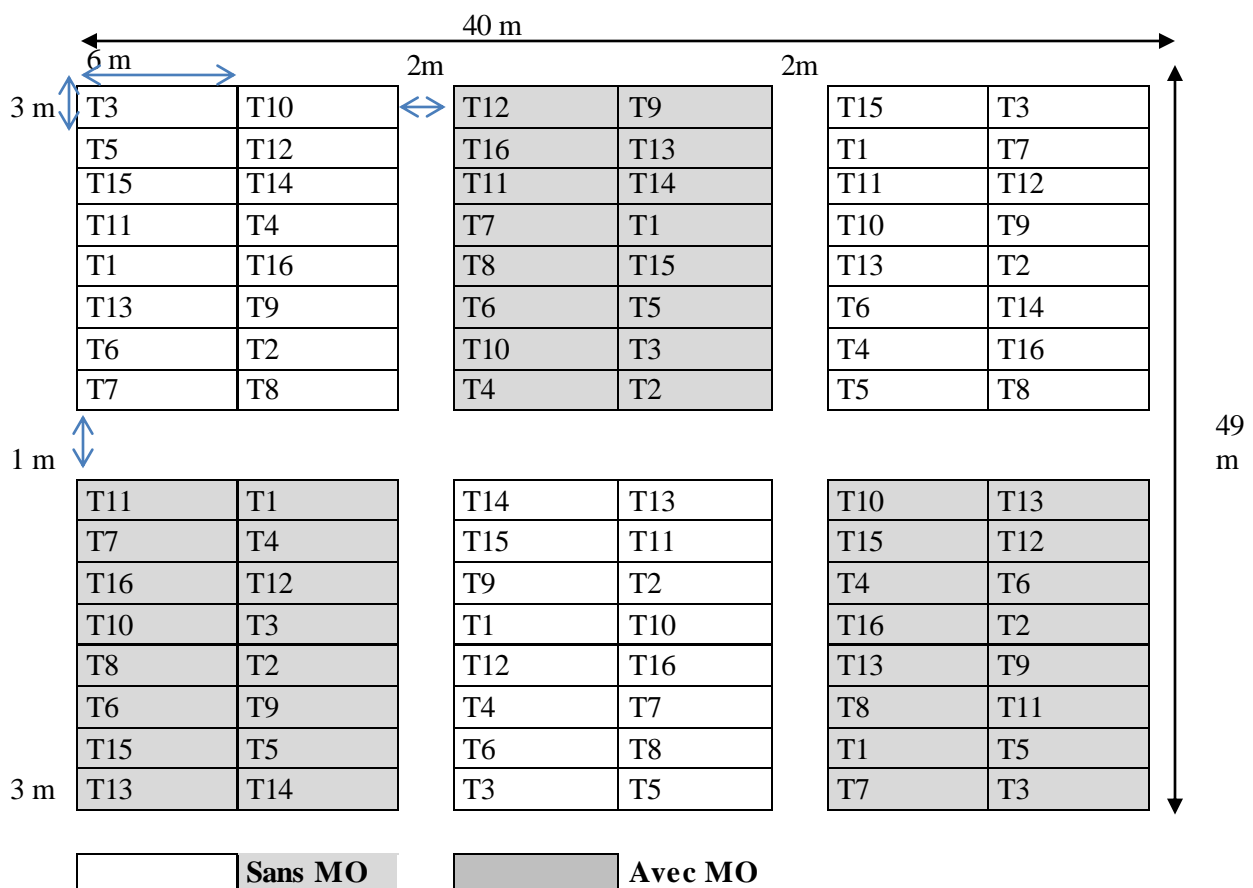 40 m
6 m 2m 2m
3 m T3 T10 T12 T9 T15 T3
T5 T12 T16 T13 T1 T7
T15 T14 T11 T14 T11 T12
T11 T4 T7 T1 T10 T9
T1 T16 T8 T15 T13 T2
T13 T9 T6 T5 T6 T14
T6 T2 T10 T3 T4 T16
T7 T8 T4 T2 T5 T8
49
1 m m
T11 T1 T14 T13 T10 T13
T7 T4 T15 T11 T15 T12
T16 T12 T9 T2 T4 T6
T10 T3 T1 T10 T16 T2
T8 T2 T12 T16 T13 T9
T6 T9 T4 T7 T8 T11
T15 T5 T6 T8 T1 T5
3 m T13 T14 T3 T5 T7 T3
Sans MO Avec MO